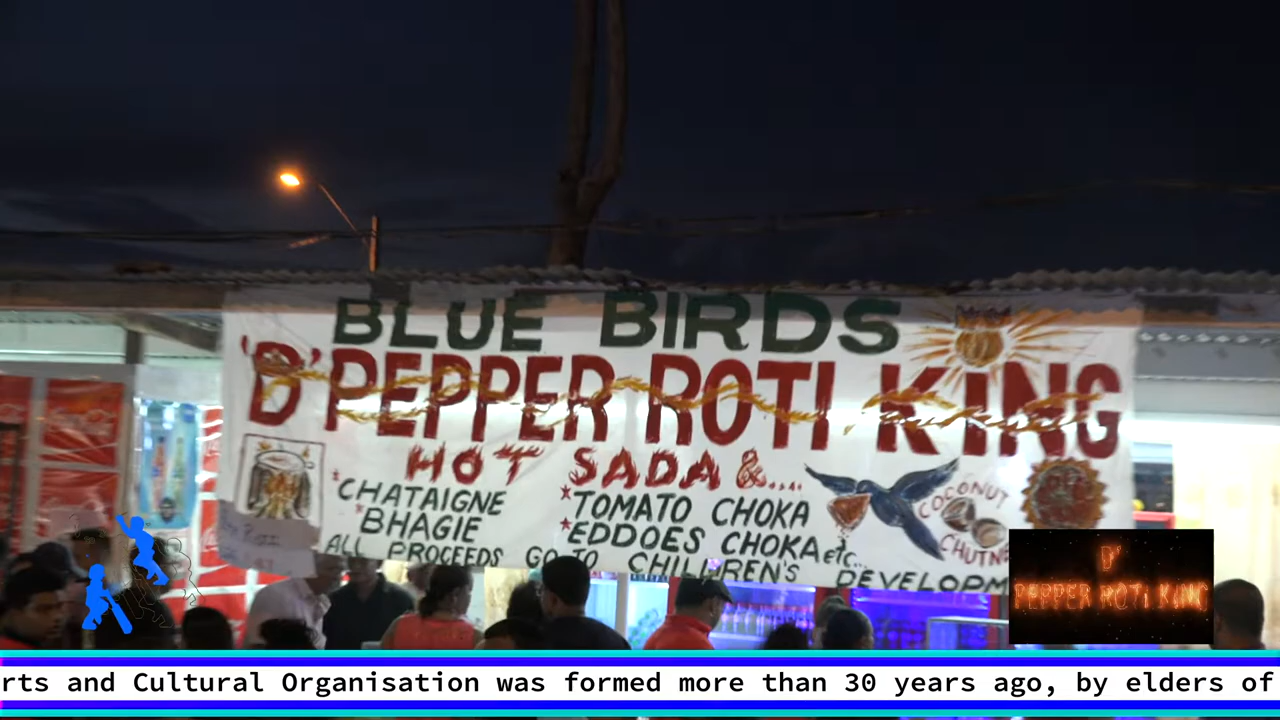 BLUE BIRDS
'D' PEPPER ROTI KING
HOT SADA &....
*CHATAIGNE
*BHAGIE
*TOMATO CHOKA
*EDDOES CHOKA etc..
COCONUT
CHUTN
ALL PROCEEDS GO TO CHILDREN'S DEVELOPM
D'
PEPPER ROTI KING
rts and Cultural Organisation was formed more than 30 years ago, by elders of